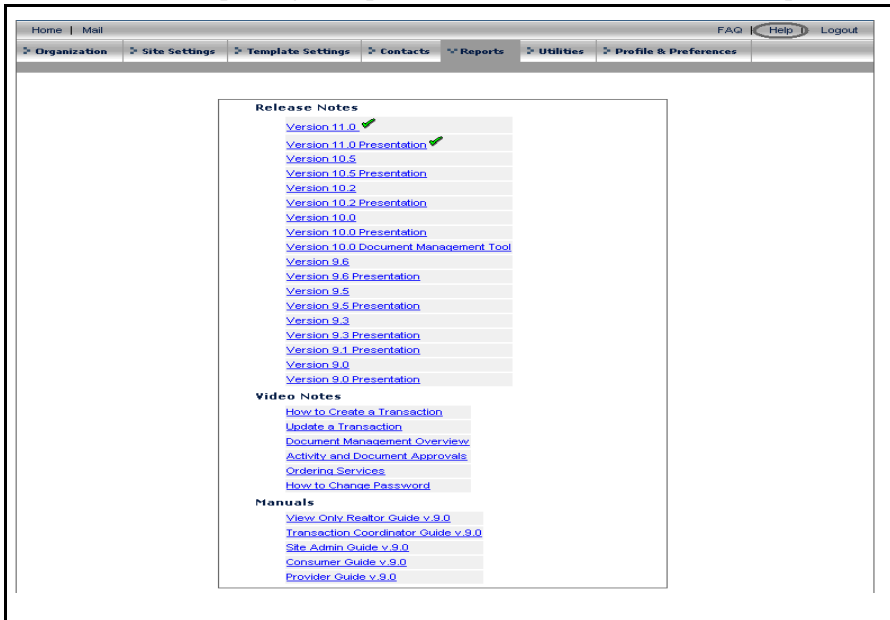 Home | Mail FAQ | Help | Logout
Organization Site Settings Template Settings Contacts Reports Utilities Profile & Preferences
Release Notes
Version 11.0
Version 11.0 Presentation
Version 10.5
Version 10.5 Presentation
Version 10.2
Version 10.2 Presentation
Version 10.0
Version 10.0 Presentation
Version 10.0 Document Management Tool
Version 9.6
Version 9.6 Presentation
Version 9.5
Version 9.5 Presentation
Version 9.3
Version 9.3 Presentation
Version 9.1 Presentation
Version 9.0
Version 9.0 Presentation
Video Notes
How to Create a Transaction
Update a Transaction
Document Management Overview
Activity and Document Approvals
Ordering Services
How to Change Password
Manuals
View Only Realtor Guide v.9.0
Transaction Coordinator Guide v.9.0
Site Admin Guide v.9.0
Consumer Guide v.9.0
Provider Guide v.9.0